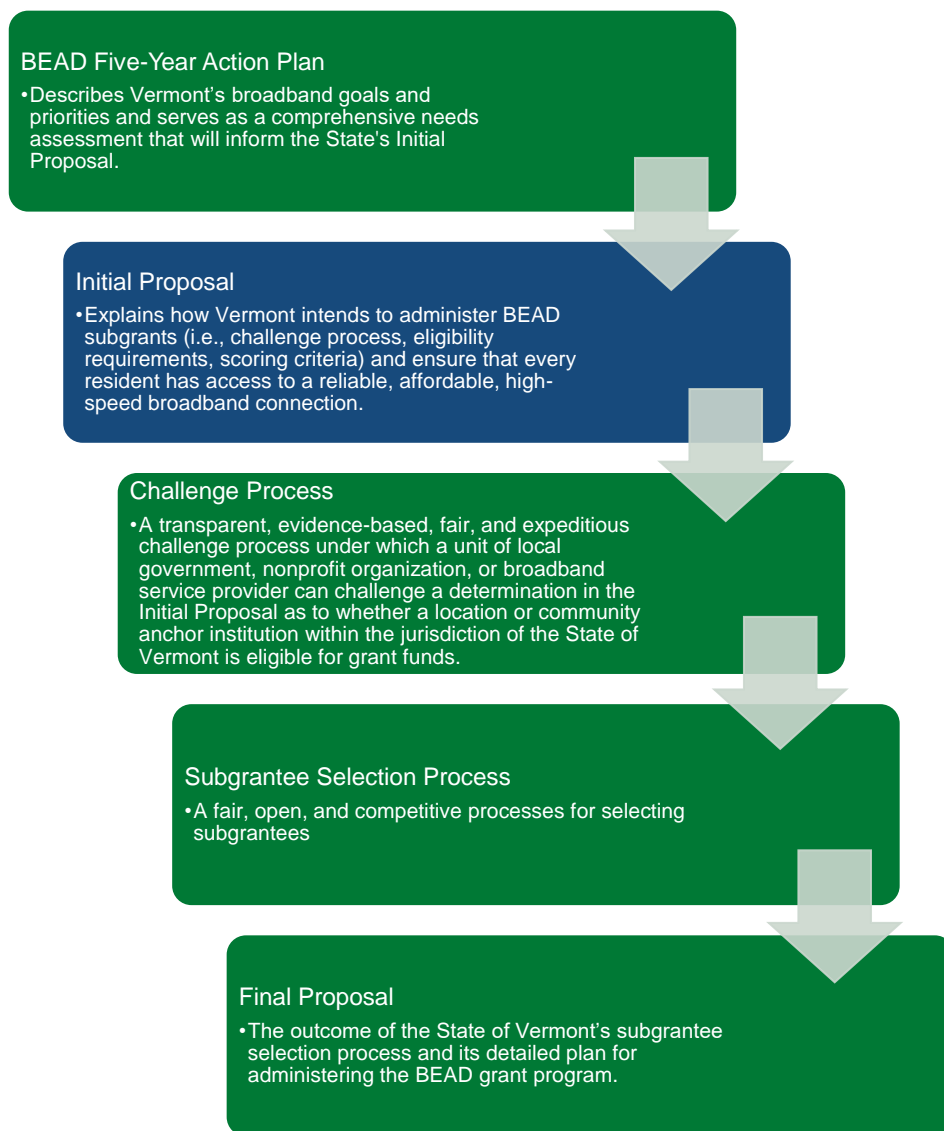 BEAD Five-Year Action Plan
•Describes Vermont's broadband goals and
priorities and serves as a comprehensive needs
assessment that will inform the State's Initial
Proposal.
Initial Proposal
•Explains how Vermont intends to administer BEAD
subgrants (i.e., challenge process, eligibility
requirements, scoring criteria) and ensure that every
resident has access to a reliable, affordable, high-
speed broadband connection.
Challenge Process
•A transparent, evidence-based, fair, and expeditious
challenge process under which a unit of local
government, nonprofit organization, or broadband
service provider can challenge a determination in the
Initial Proposal as to whether a location or community
anchor institution within the jurisdiction of the State of
Vermont is eligible for grant funds.
Subgrantee Selection Process
•A fair, open, and competitive processes for selecting
subgrantees
Final Proposal
•The outcome of the State of Vermont's subgrantee
selection process and its detailed plan for
administering the BEAD grant program.